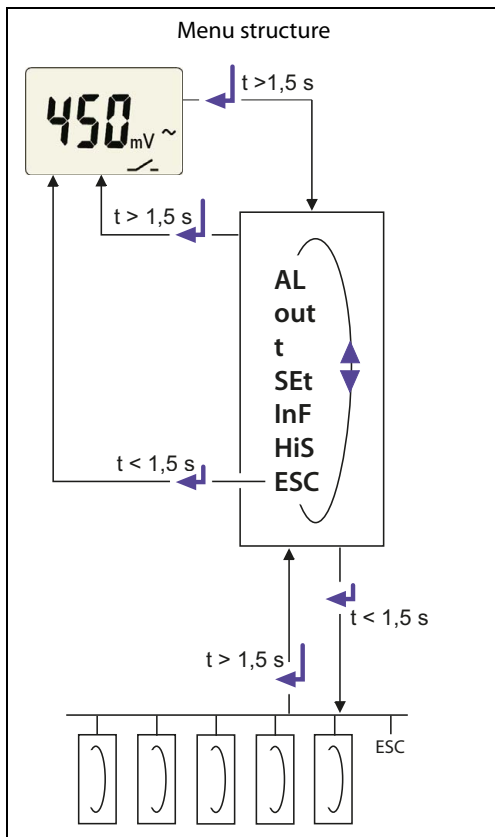 Menu structure
t >1,5 s
450 mV ~
t > 1,5 s
AL
out
t
SEt
InF
HiS
t < 1,5 s
ESC
t < 1,5 s
t > 1,5 s
ESC